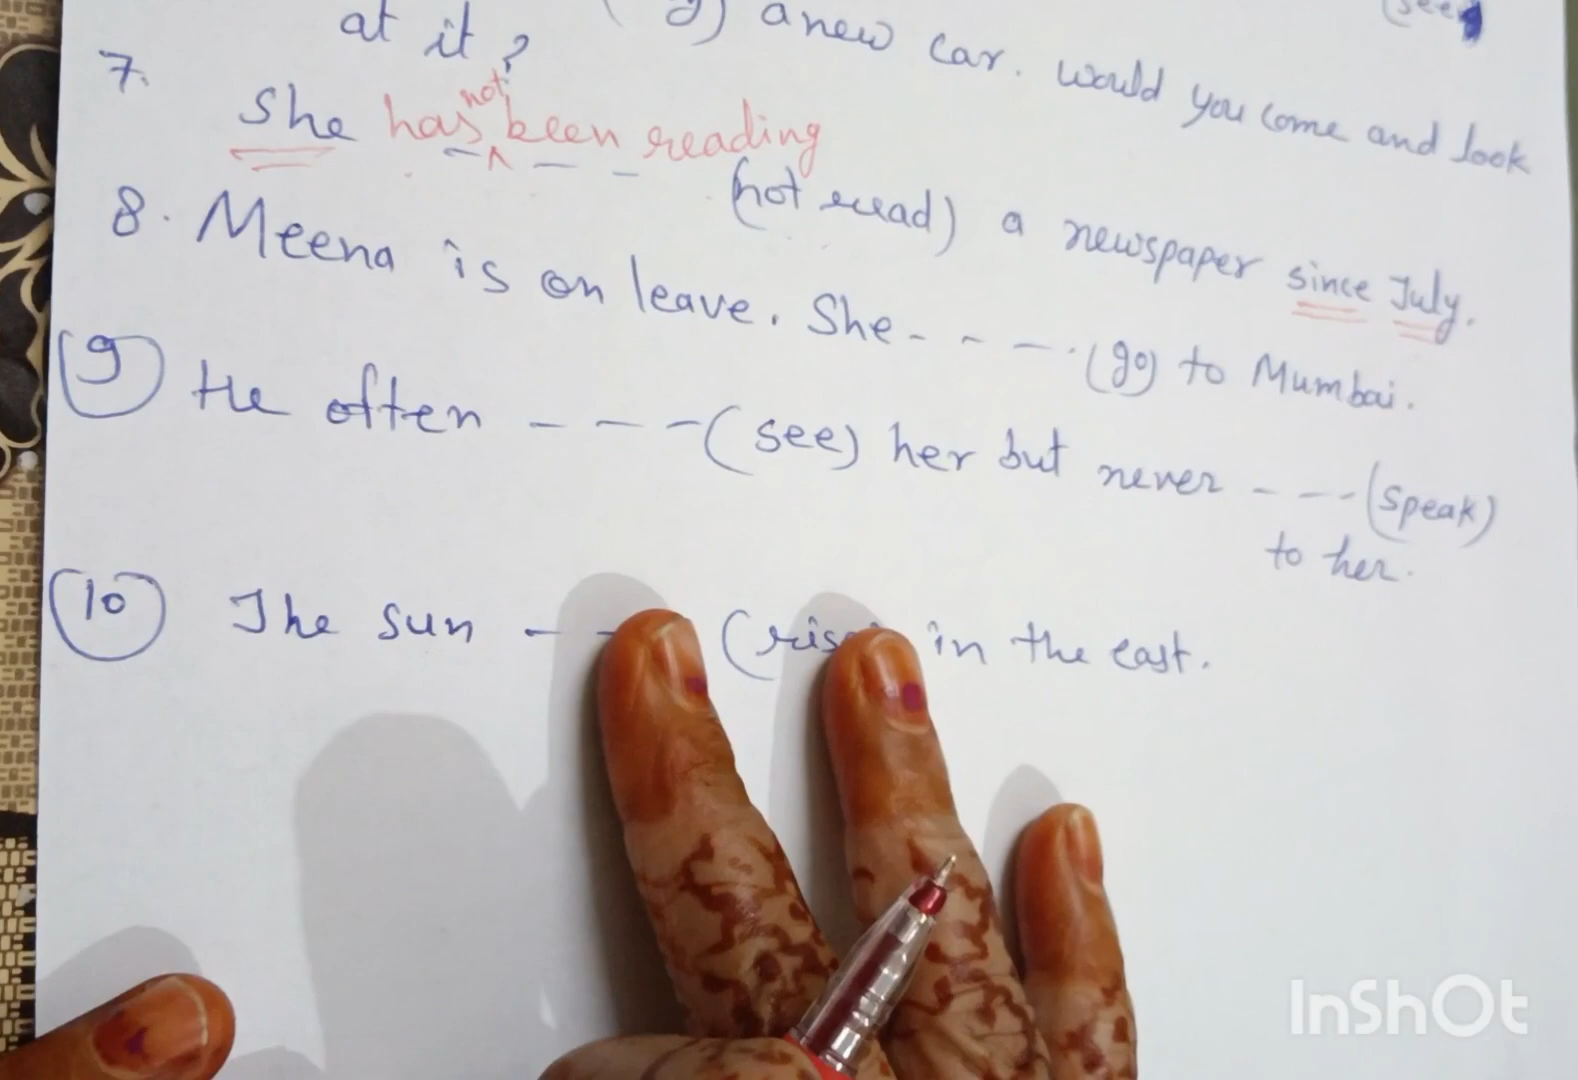 at it?
(g) a new car. would you come and look
7. She has not been reading (not read) a newspaper since July.
8. Meena is on leave. She ---- (go) to Mumbai.
9 He often ---- (see) her but never --- (speak)
to her.
10 The sun -- (rise) in the east.
InShOt